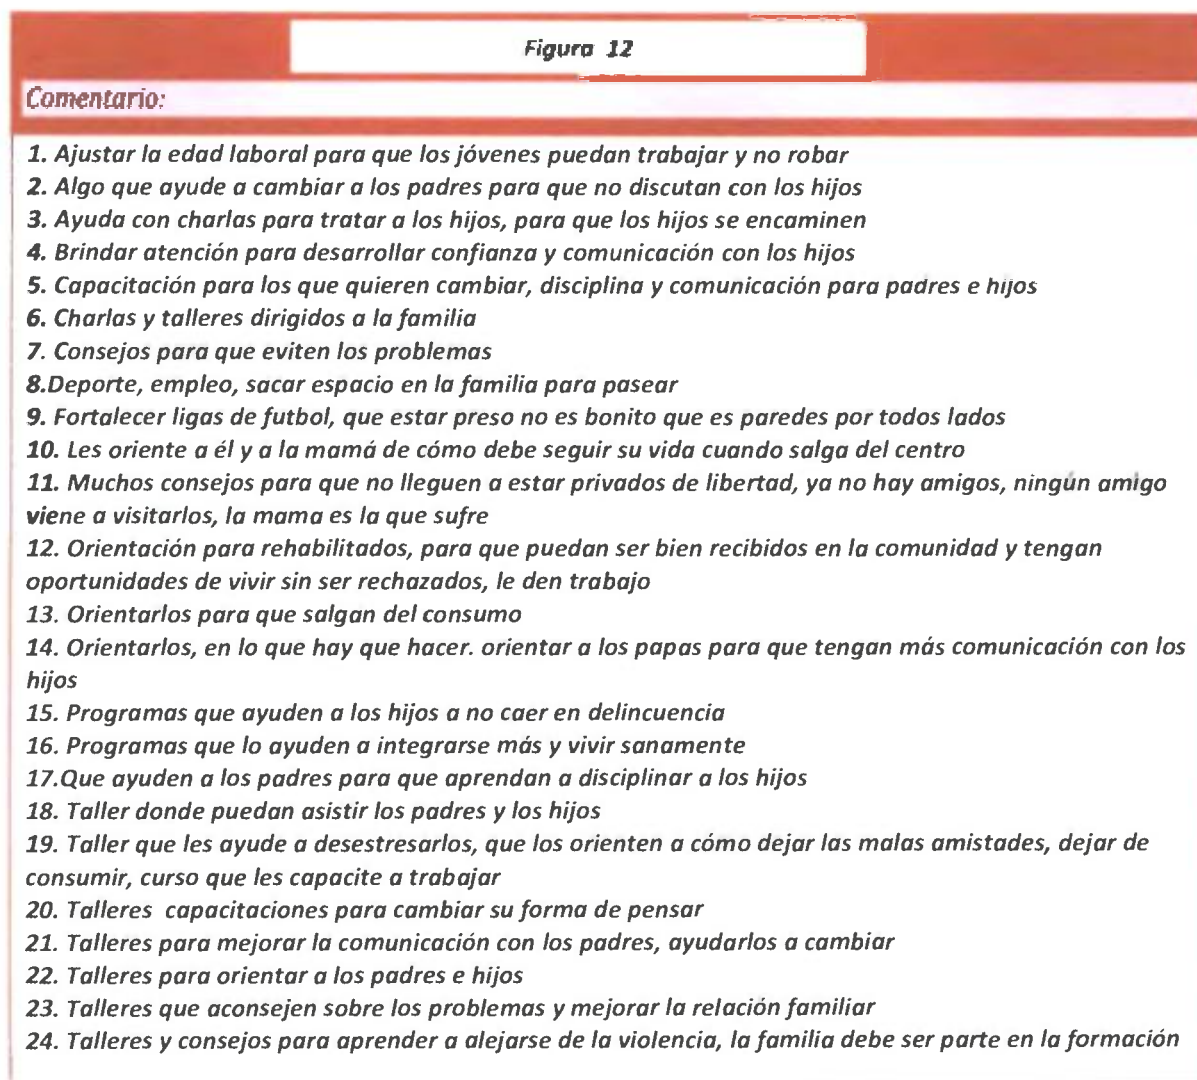 Figura 12
Comentario:
1. Ajustar la edad laboral para que los jóvenes puedan trabajar y no robar
2. Algo que ayude a cambiar a los padres para que no discutan con los hijos
3. Ayuda con charlas para tratar a los hijos, para que los hijos se encaminen
4. Brindar atención para desarrollar confianza y comunicación con los hijos
5. Capacitación para los que quieren cambiar, disciplina y comunicación para padres e hijos
6. Charlas y talleres dirigidos a la familia
7. Consejos para que eviten los problemas
8.Deporte, empleo, sacar espacio en la familia para pasear
9. Fortalecer ligas de futbol, que estar preso no es bonito que es paredes por todos lados
10. Les oriente a él y a la mamá de cómo debe seguir su vida cuando salga del centro
11. Muchos consejos para que no lleguen a estar privados de libertad, ya no hay amigos, ningún amigo
viene a visitarlos, la mama es la que sufre
12. Orientación para rehabilitados, para que puedan ser bien recibidos en la comunidad y tengan
oportunidades de vivir sin ser rechazados, le den trabajo
13. Orientarlos para que salgan del consumo
14. Orientarlos, en lo que hay que hacer. orientar a los papas para que tengan más comunicación con los
hijos
15. Programas que ayuden a los hijos a no caer en delincuencia
16. Programas que lo ayuden a integrarse más y vivir sanamente
17.Que ayuden a los padres para que aprendan a disciplinar a los hijos
18. Taller donde puedan asistir los padres y los hijos
19. Taller que les ayude a desestresarlos, que los orienten a cómo dejar las malas amistades, dejar de
consumir, curso que les capacite a trabajar
20. Talleres capacitaciones para cambiar su forma de pensar
21. Talleres para mejorar la comunicación con los padres, ayudarlos a cambiar
22. Talleres para orientar a los padres e hijos
23. Talleres que aconsejen sobre los problemas y mejorar la relación familiar
24. Talleres y consejos para aprender a alejarse de la violencia, la familia debe ser parte en la formación